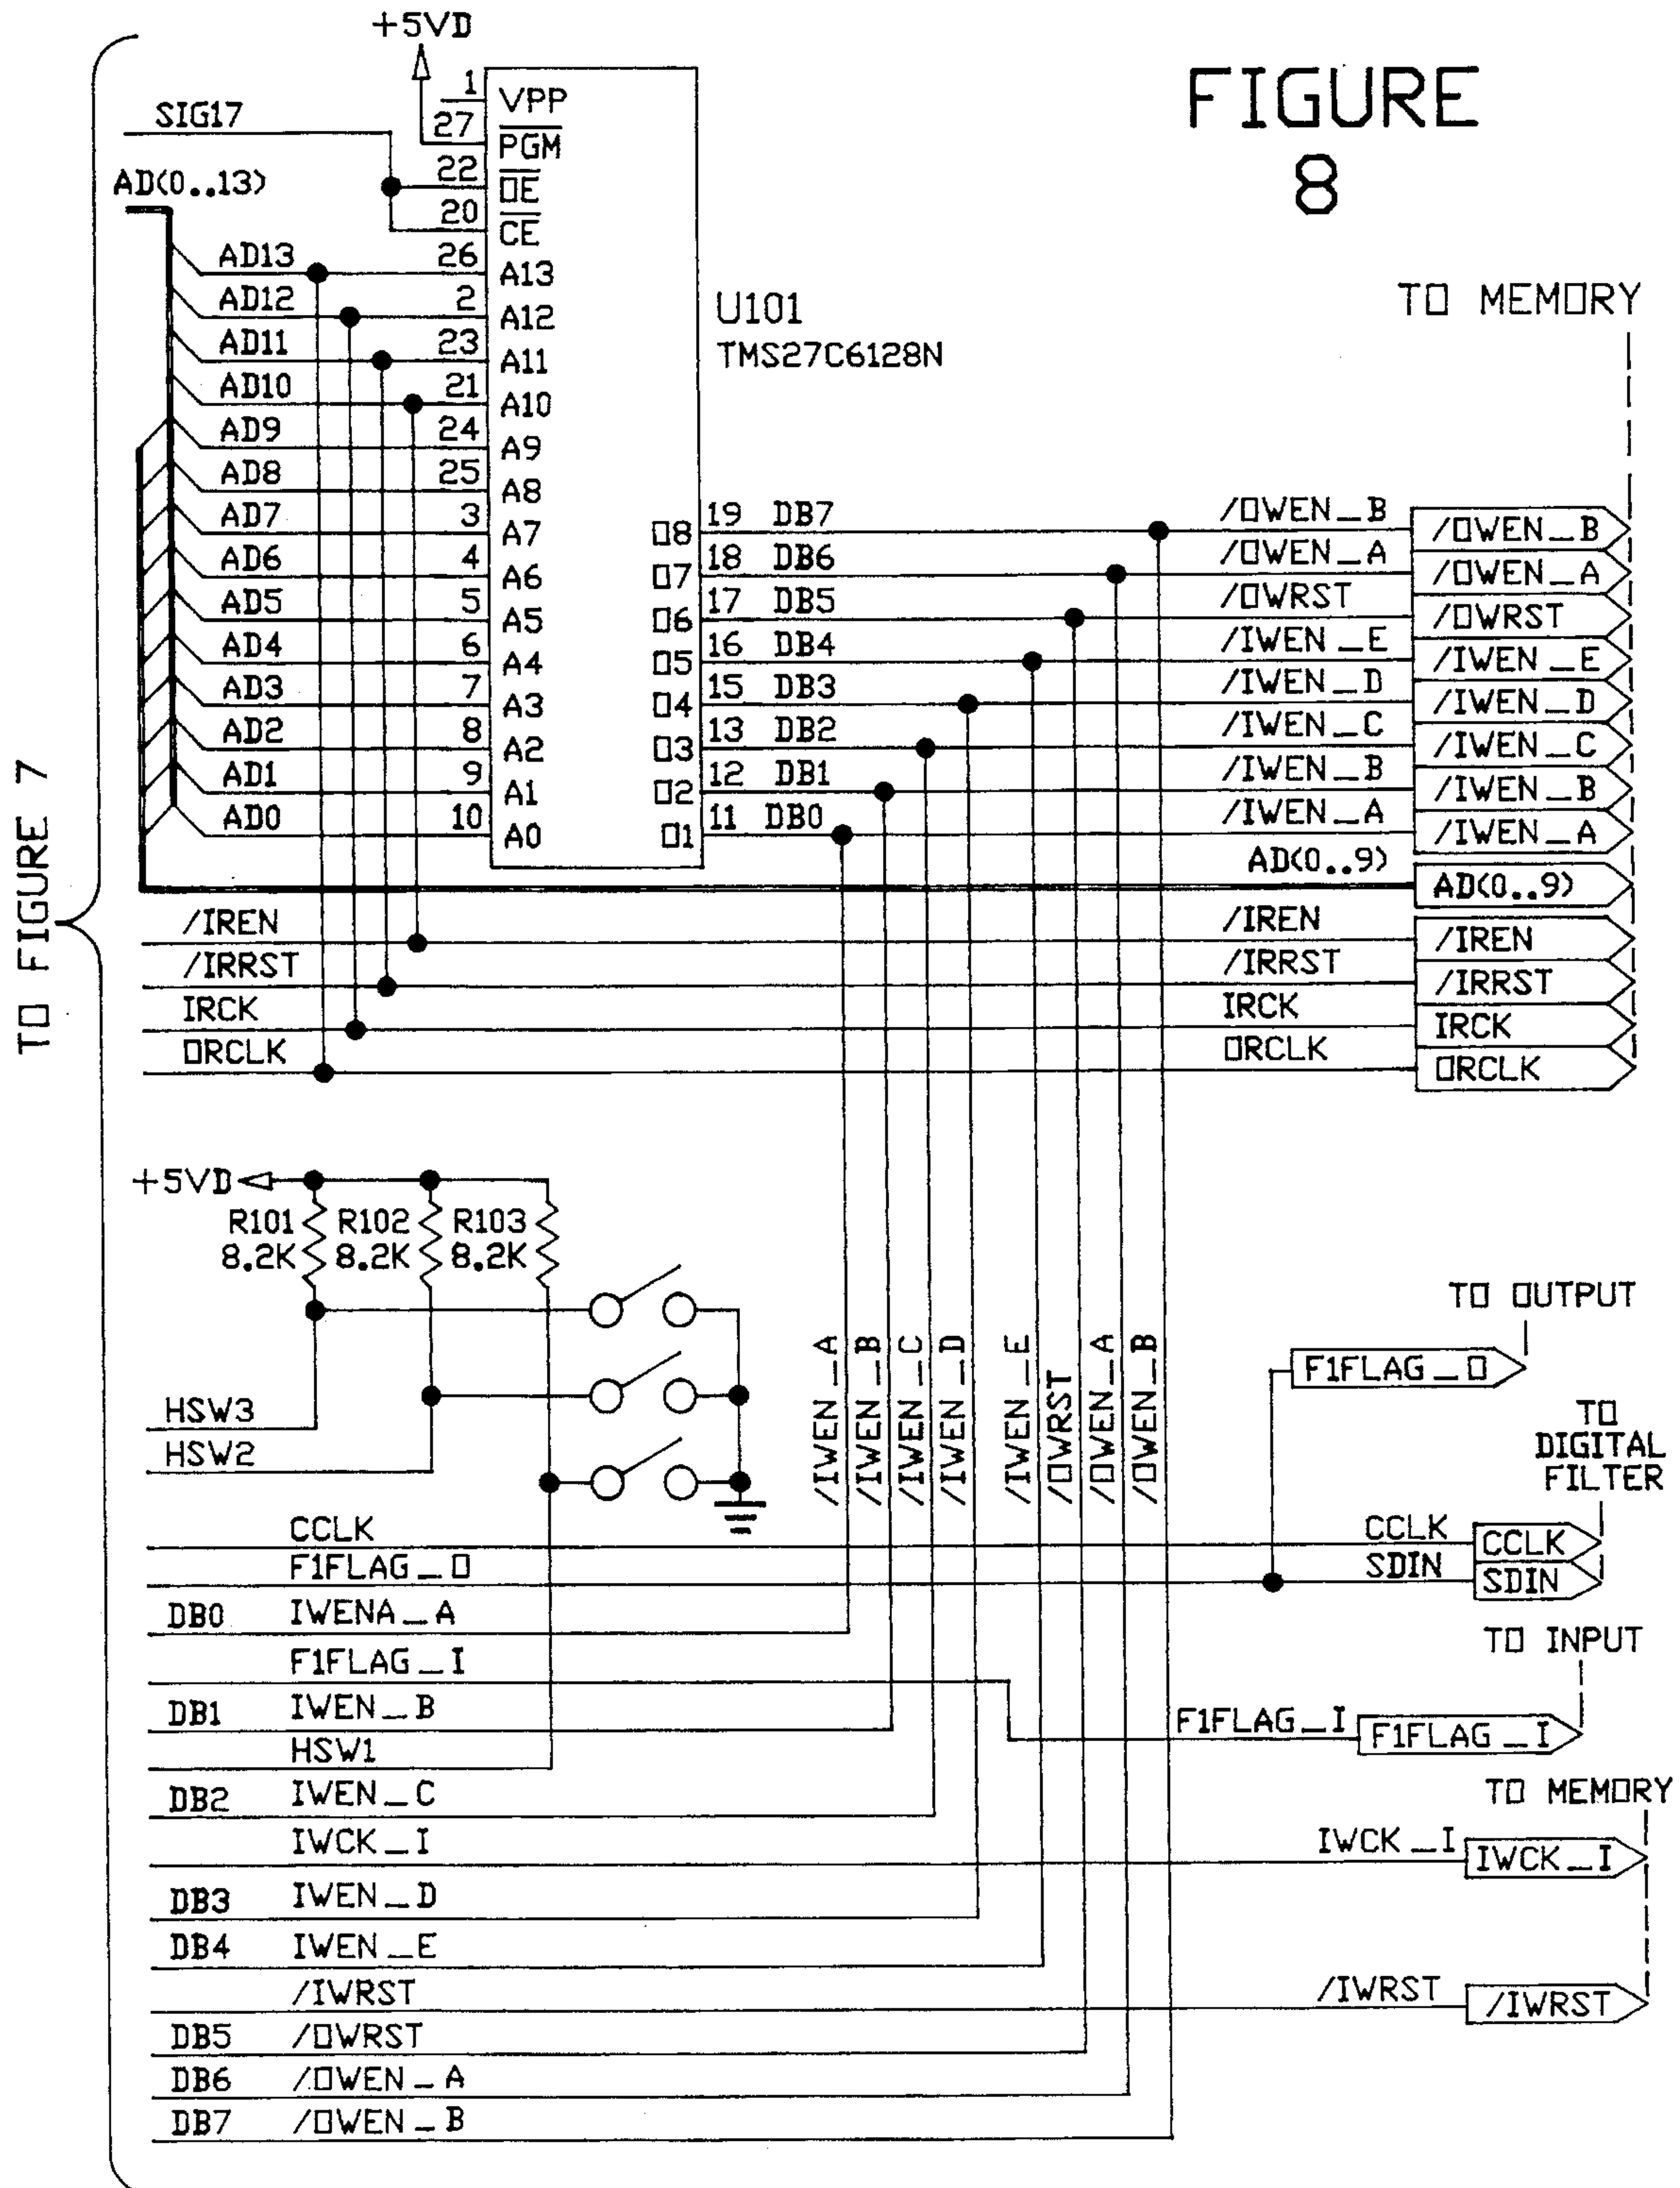 FIGURE
8
TO FIGURE 7
+5VD
SIG17
AD(0..13)
1 VPP
27 PGM
22 OE
20 CE
AD13 26 A13
AD12 2 A12
AD11 23 A11
AD10 21 A10
AD9 24 A9
AD8 25 A8
AD7 3 A7
AD6 4 A6
AD5 5 A5
AD4 6 A4
AD3 7 A3
AD2 8 A2
AD1 9 A1
AD0 10 A0
U101
TMS27C6128N
TO MEMORY
O8 19 DB7 /OWEN_B /OWEN_B
O7 18 DB6 /OWEN_A /OWEN_A
O6 17 DB5 /OWRST /OWRST
O5 16 DB4 /IWEN_E /IWEN_E
O4 15 DB3 /IWEN_D /IWEN_D
O3 13 DB2 /IWEN_C /IWEN_C
O2 12 DB1 /IWEN_B /IWEN_B
O1 11 DB0 /IWEN_A /IWEN_A
AD(0..9) AD(0..9)
/IREN /IREN /IREN
/IRRST /IRRST /IRRST
IRCK IRCK IRCK
ORCLK ORCLK ORCLK
+5VD
R101 R102 R103
8.2K 8.2K 8.2K
HSW3
HSW2
/IWEN_A
/IWEN_B
/IWEN_C
/IWEN_D
/IWEN_E
/OWRST
/OWEN_A
/OWEN_B
TO OUTPUT
F1FLAG_O
TO
DIGITAL
FILTER
CCLK CCLK CCLK
F1FLAG_O SDIN SDIN
DB0 IWENA_A
TO INPUT
F1FLAG_I F1FLAG_I F1FLAG_I
DB1 IWEN_B
HSW1
DB2 IWEN_C
TO MEMORY
IWCK_I IWCK_I IWCK_I
DB3 IWEN_D
DB4 IWEN_E
/IWRST /IWRST /IWRST
DB5 /OWRST
DB6 /OWEN_A
DB7 /OWEN_B